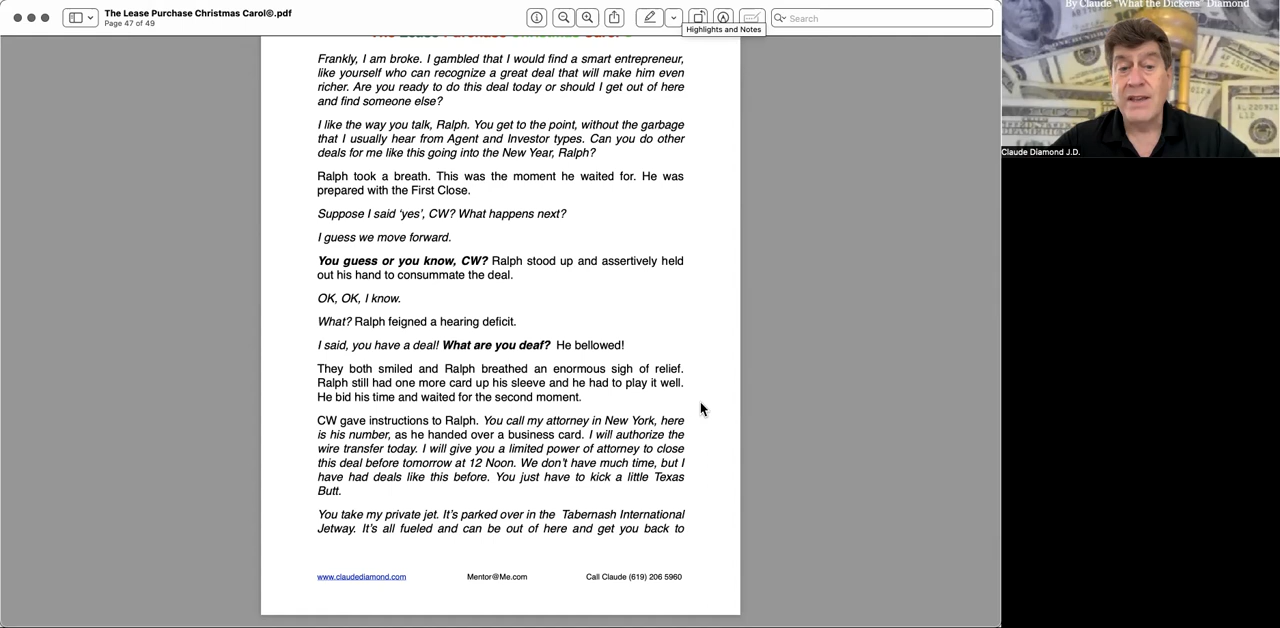 The Lease Purchase Christmas Carol©.pdf
Page 47 of 49
Search
Highlights and Notes
By Claude "What the Dickens" Diamond
Claude Diamond J.D.
Frankly, I am broke. I gambled that I would find a smart entrepreneur,
like yourself who can recognize a great deal that will make him even
richer. Are you ready to do this deal today or should I get out of here
and find someone else?
I like the way you talk, Ralph. You get to the point, without the garbage
that I usually hear from Agent and Investor types. Can you do other
deals for me like this going into the New Year, Ralph?
Ralph took a breath. This was the moment he waited for. He was
prepared with the First Close.
Suppose I said ‘yes’, CW? What happens next?
I guess we move forward.
You guess or you know, CW? Ralph stood up and assertively held
out his hand to consummate the deal.
OK, OK, I know.
What? Ralph feigned a hearing deficit.
I said, you have a deal! What are you deaf? He bellowed!
They both smiled and Ralph breathed an enormous sigh of relief.
Ralph still had one more card up his sleeve and he had to play it well.
He bid his time and waited for the second moment.
CW gave instructions to Ralph. You call my attorney in New York, here
is his number, as he handed over a business card. I will authorize the
wire transfer today. I will give you a limited power of attorney to close
this deal before tomorrow at 12 Noon. We don’t have much time, but I
have had deals like this before. You just have to kick a little Texas
Butt.
You take my private jet. It’s parked over in the Tabernash International
Jetway. It’s all fueled and can be out of here and get you back to
www.claudediamond.com
Mentor@Me.com
Call Claude (619) 206 5960